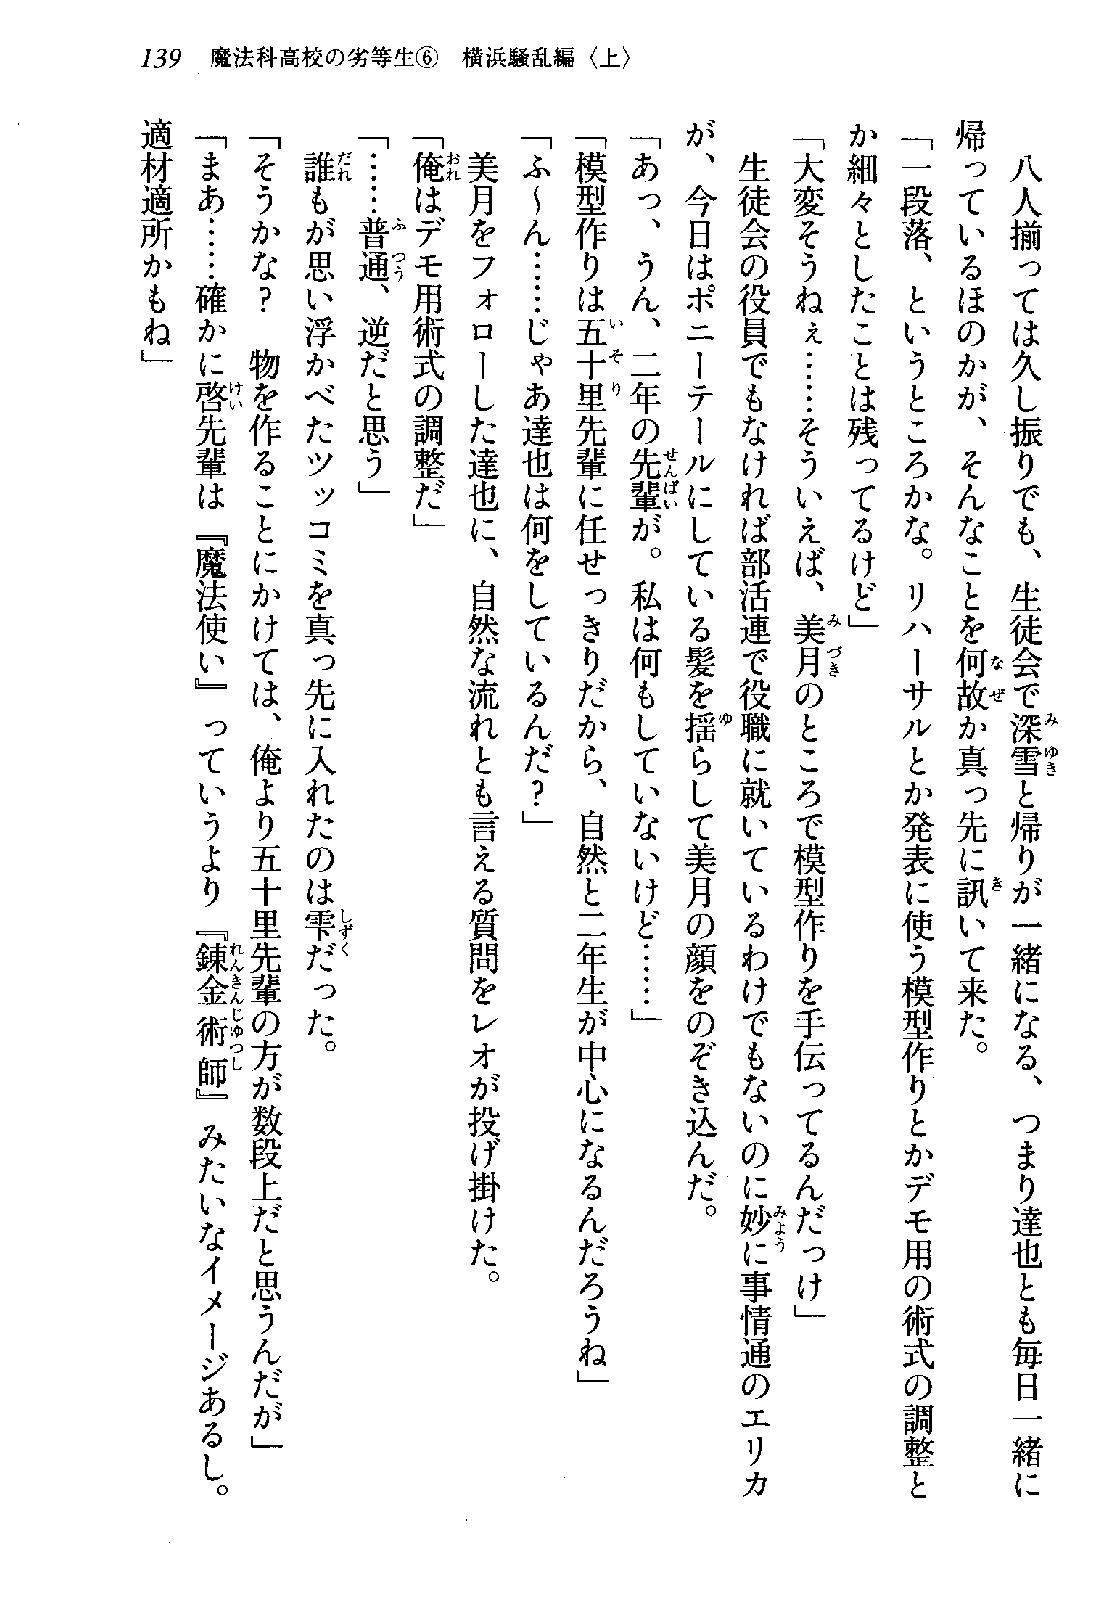 139 魔法科高校の劣等生⑥ 横浜騒乱編〈上〉
八人揃っては久し振りでも、生徒会で深雪と帰りが一緒になる、つまり達也とも毎日一緒に
帰っているほのかが、そんなことを何故か真っ先に訊いて来た。
「一段落、というところかな。リハーサルとか発表に使う模型作りとかデモ用の術式の調整と
か細々としたことは残ってるけど」
「大変そうねぇ……そういえば、美月のところで模型作りを手伝ってるんだっけ」
生徒会の役員でもなければ部活連で役職に就いているわけでもないのに妙に事情通のエリカ
が、今日はポニーテールにしている髪を揺らして美月の顔をのぞき込んだ。
「あっ、うん、二年の先輩が。私は何もしていないけど……」
「模型作りは五十里先輩に任せっきりだから、自然と二年生が中心になるんだろうね」
「ふ～ん……じゃあ達也は何をしているんだ？」
美月をフォローした達也に、自然な流れとも言える質問をレオが投げ掛けた。
「俺はデモ用術式の調整だ」
「……普通、逆だと思う」
誰もが思い浮かべたツッコミを真っ先に入れたのは雫だった。
「そうかな？　物を作ることにかけては、俺より五十里先輩の方が数段上だと思うんだが」
「まあ……確かに啓先輩は『魔法使い』っていうより『錬金術師』みたいなイメージあるし。
適材適所かもね」